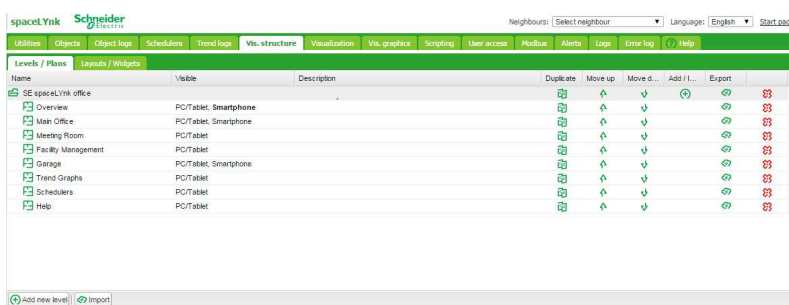 spaceLYnk Schneider Electric Neighbours: Select neighbour Language: English Start pac
Utilities Objects Object logs Schedulers Trend logs Vis. structure Visualization Vis. graphics Scripting User access Modbus Alerts Logs Error log Help
Levels / Plans Layouts / Widgets
Name Visible Description Duplicate Move up Move d... Add / I... Export
SE spaceLYnk office
Overview PC/Tablet, Smartphone
Main Office PC/Tablet, Smartphone
Meeting Room PC/Tablet
Facility Management PC/Tablet
Garage PC/Tablet, Smartphone
Trend Graphs PC/Tablet
Schedulers PC/Tablet
Help PC/Tablet
Add new level Import